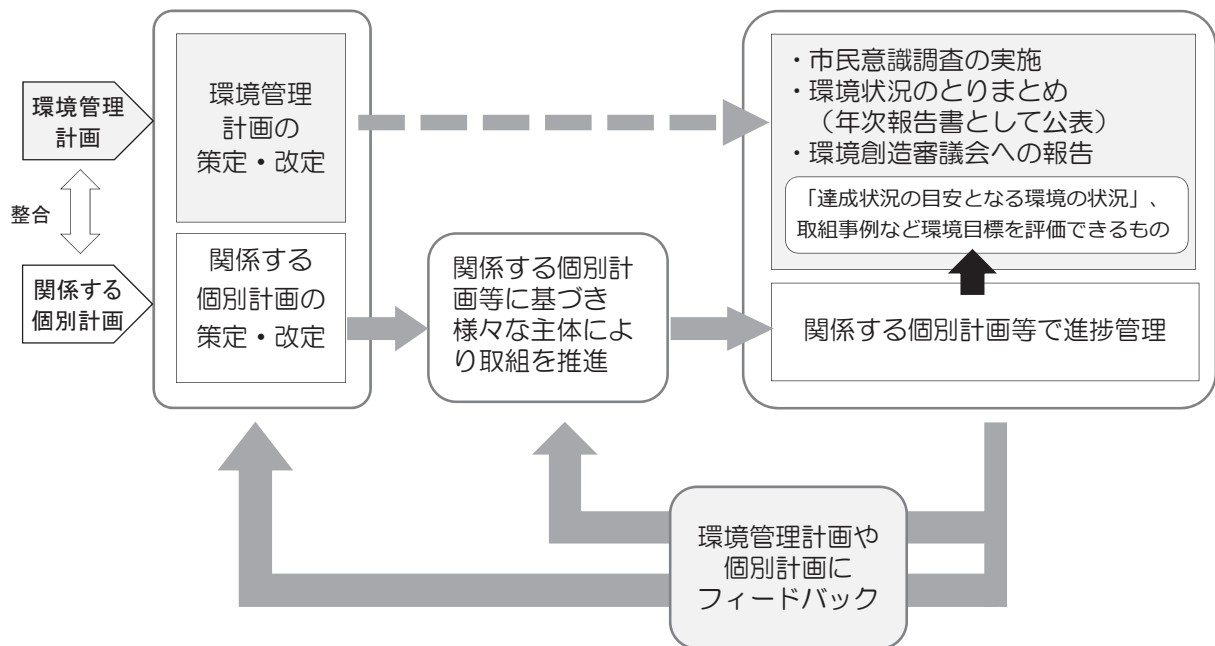 環境管理
計画
整合
関係する
個別計画
環境管理
計画の
策定・改定
関係する
個別計画の
策定・改定
関係する個別計
画等に基づき
様々な主体によ
り取組を推進
・市民意識調査の実施
・環境状況のとりまとめ
（年次報告書として公表）
・環境創造審議会への報告
「達成状況の目安となる環境の状況」、
取組事例など環境目標を評価できるもの
関係する個別計画等で進捗管理
環境管理計画や
個別計画に
フィードバック